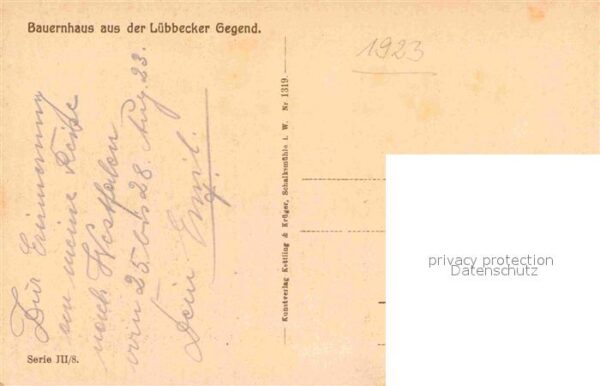 Bauernhaus aus der Lübbecker Gegend.
1923
Zur Erinnerung
an meine Reise
nach Westfalen
vom 25. bis 28. Aug. 23.
Dein Emil.
Kunstverlag Kettling & Krüger, Schalksmühle i. W. Nr 1319.
privacy protection
Datenschutz
Serie III/8.